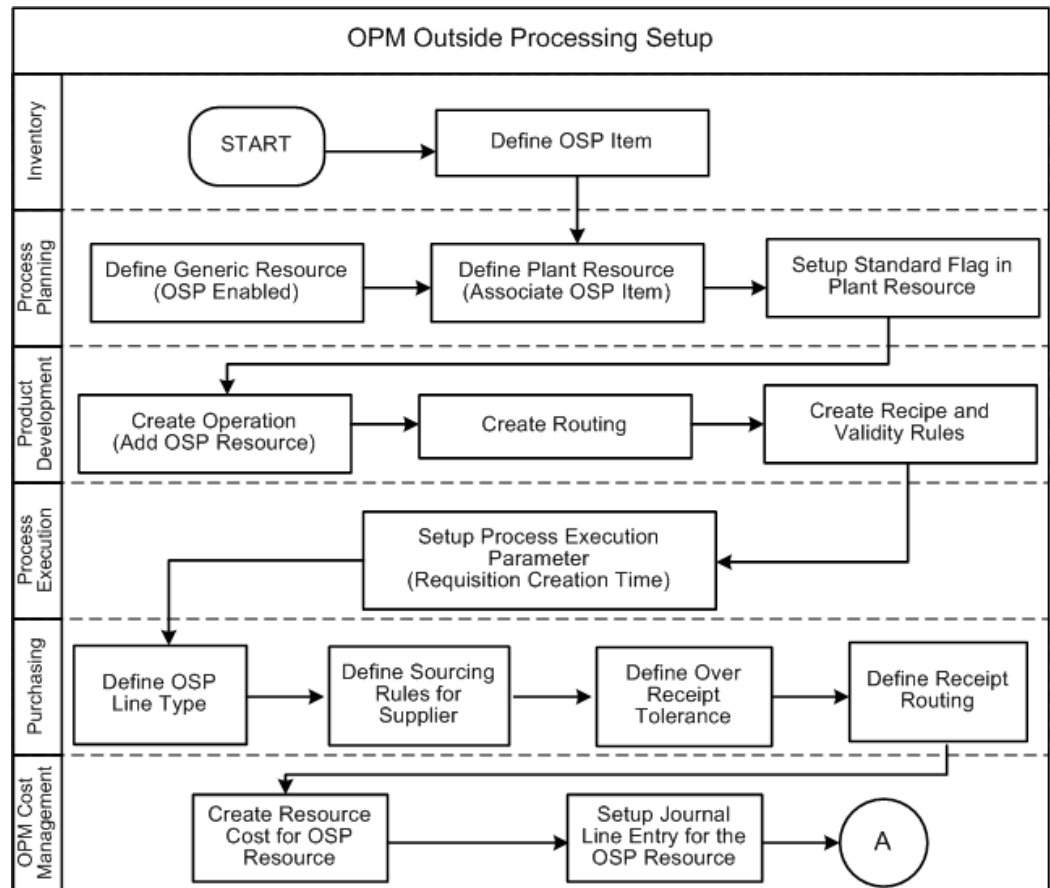 OPM Outside Processing Setup
Inventory
START
Define OSP Item
Process
Planning
Define Generic Resource
(OSP Enabled)
Define Plant Resource
(Associate OSP Item)
Setup Standard Flag in
Plant Resource
Product
Development
Create Operation
(Add OSP Resource)
Create Routing
Create Recipe and
Validity Rules
Process
Execution
Setup Process Execution
Parameter
(Requisition Creation Time)
Purchasing
Define OSP
Line Type
Define Sourcing
Rules for
Supplier
Define Over
Receipt
Tolerance
Define Receipt
Routing
OPM Cost
Management
Create Resource
Cost for OSP
Resource
Setup Journal
Line Entry for the
OSP Resource
A